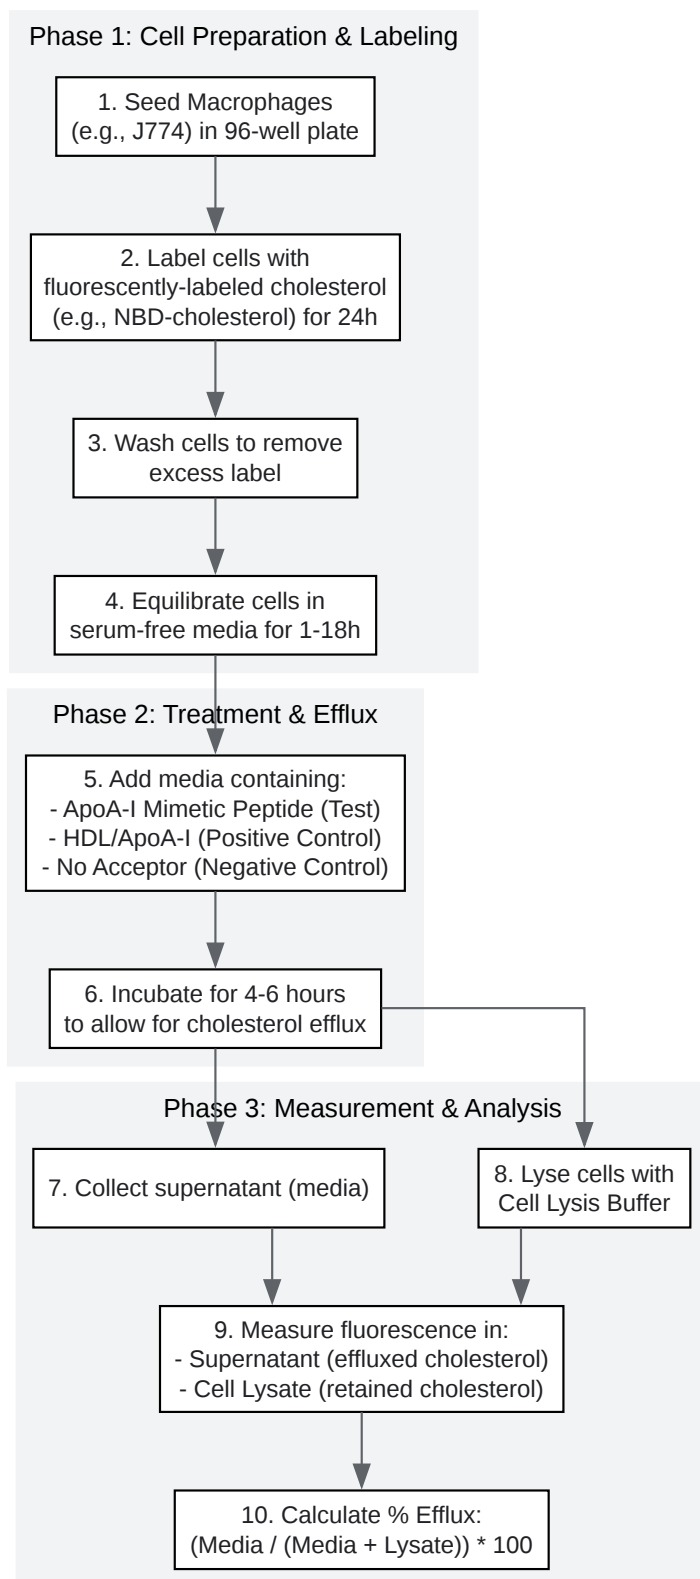 Phase 1: Cell Preparation & Labeling
1. Seed Macrophages
(e.g., J774) in 96-well plate
2. Label cells with
fluorescently-labeled cholesterol
(e.g., NBD-cholesterol) for 24h
3. Wash cells to remove
excess label
4. Equilibrate cells in
serum-free media for 1-18h
Phase 2: Treatment & Efflux
5. Add media containing:
- ApoA-I Mimetic Peptide (Test)
- HDL/ApoA-I (Positive Control)
- No Acceptor (Negative Control)
6. Incubate for 4-6 hours
to allow for cholesterol efflux
Phase 3: Measurement & Analysis
7. Collect supernatant (media)
8. Lyse cells with
Cell Lysis Buffer
9. Measure fluorescence in:
- Supernatant (effluxed cholesterol)
- Cell Lysate (retained cholesterol)
10. Calculate % Efflux:
(Media / (Media + Lysate)) * 100